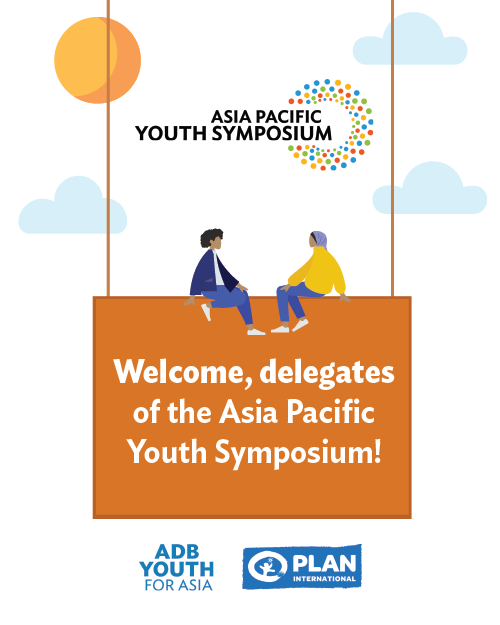 ASIA PACIFIC
YOUTH SYMPOSIUM
Welcome, delegates
of the Asia Pacific
Youth Symposium!
ADB
YOUTH
FOR ASIA
PLAN
INTERNATIONAL